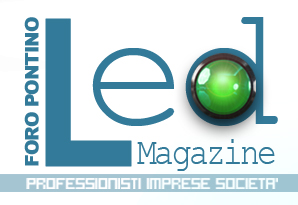 FORO PONTINO
Led
Magazine
PROFESSIONISTI IMPRESE SOCIETA'